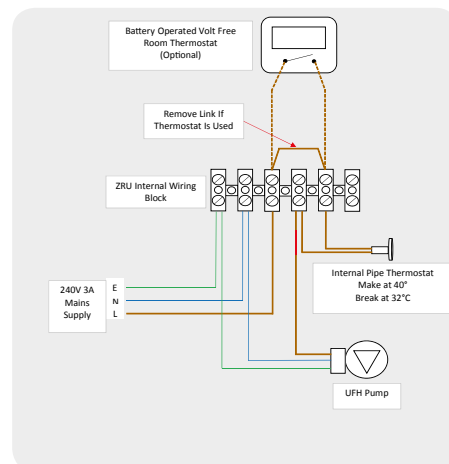 Battery Operated Volt Free
Room Thermostat
(Optional)
Remove Link If
Thermostat Is Used
ZRU Internal Wiring
Block
240V 3A
Mains
Supply
E
N
L
Internal Pipe Thermostat
Make at 40°
Break at 32°C
UFH Pump